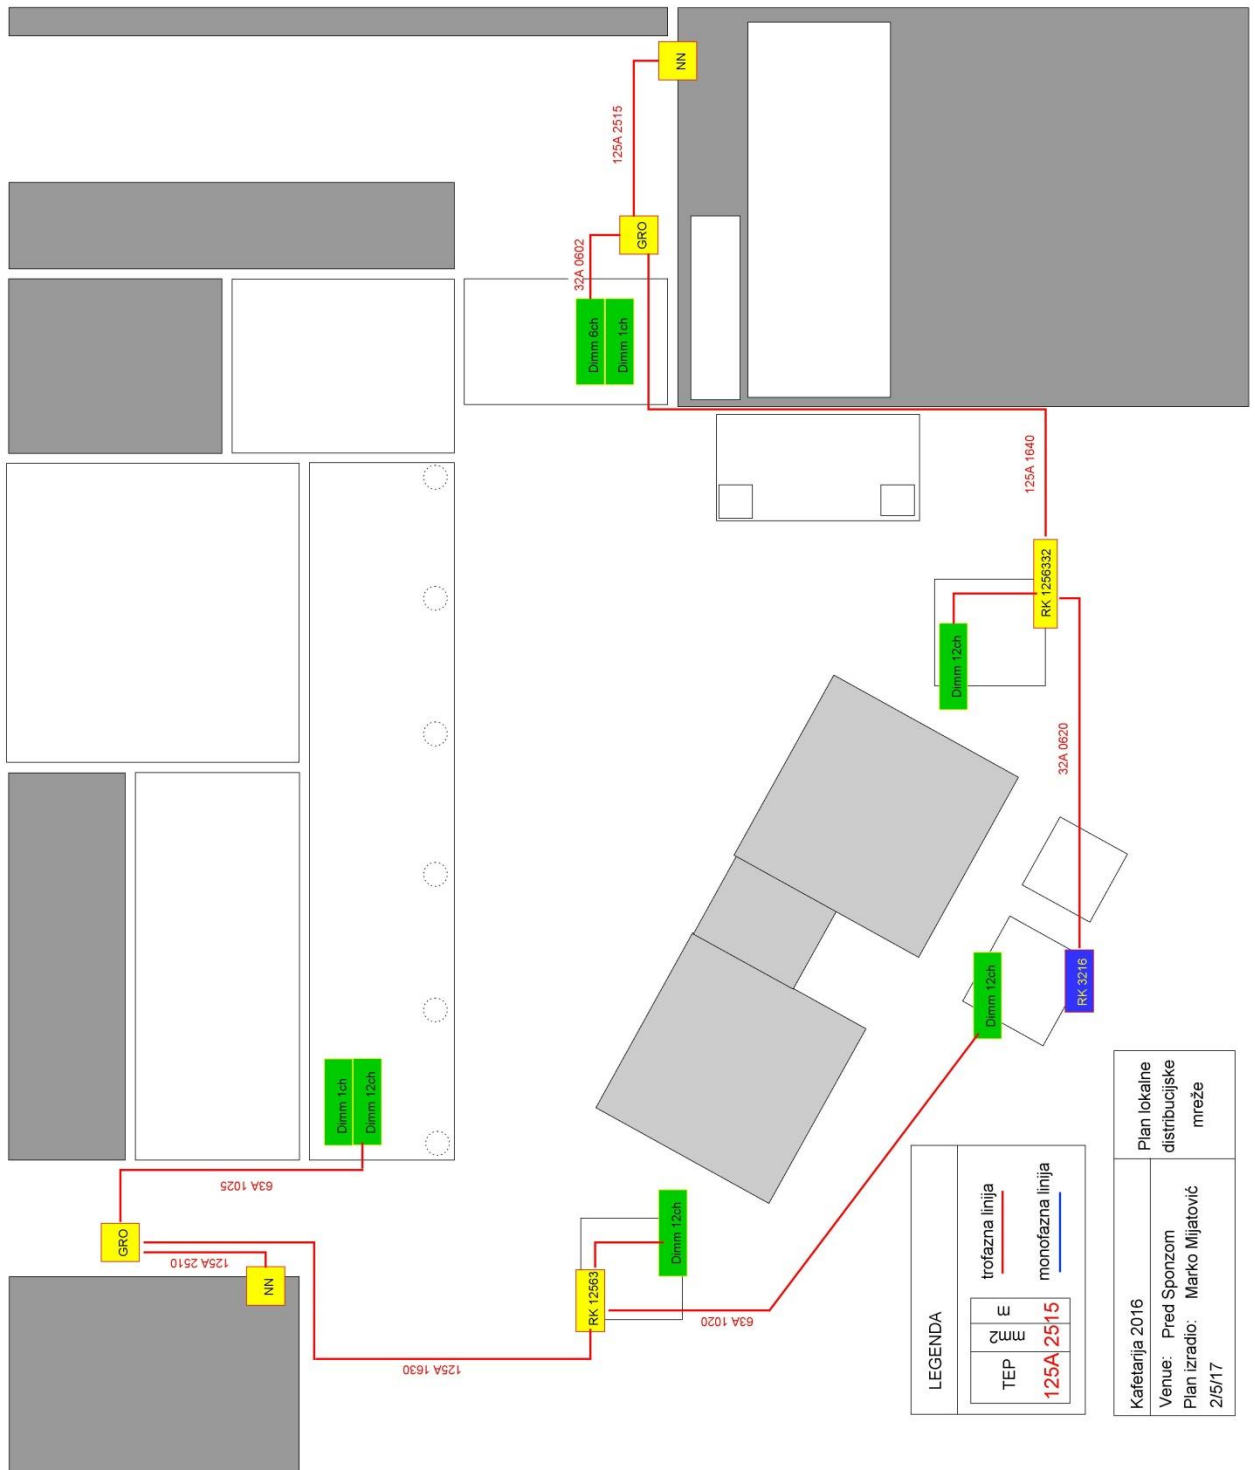 NN
125A 2515
GRO
32A 0602
Dimm 6ch
Dimm 1ch
125A 1640
RK 1256332
Dimm 12ch
32A 0620
RK 3216
Dimm 12ch
Dimm 1ch
Dimm 12ch
63A 1025
GRO
125A 2510
NN
125A 1630
RK 12563
Dimm 12ch
63A 1020
LEGENDA
TEP mm2 m
125A 2515
trofazna linija
monofazna linija
Kafetarija 2016
Venue: Pred Sponzom
Plan izradio: Marko Mijatović
2/5/17
Plan lokalne
distribucijske
mreže